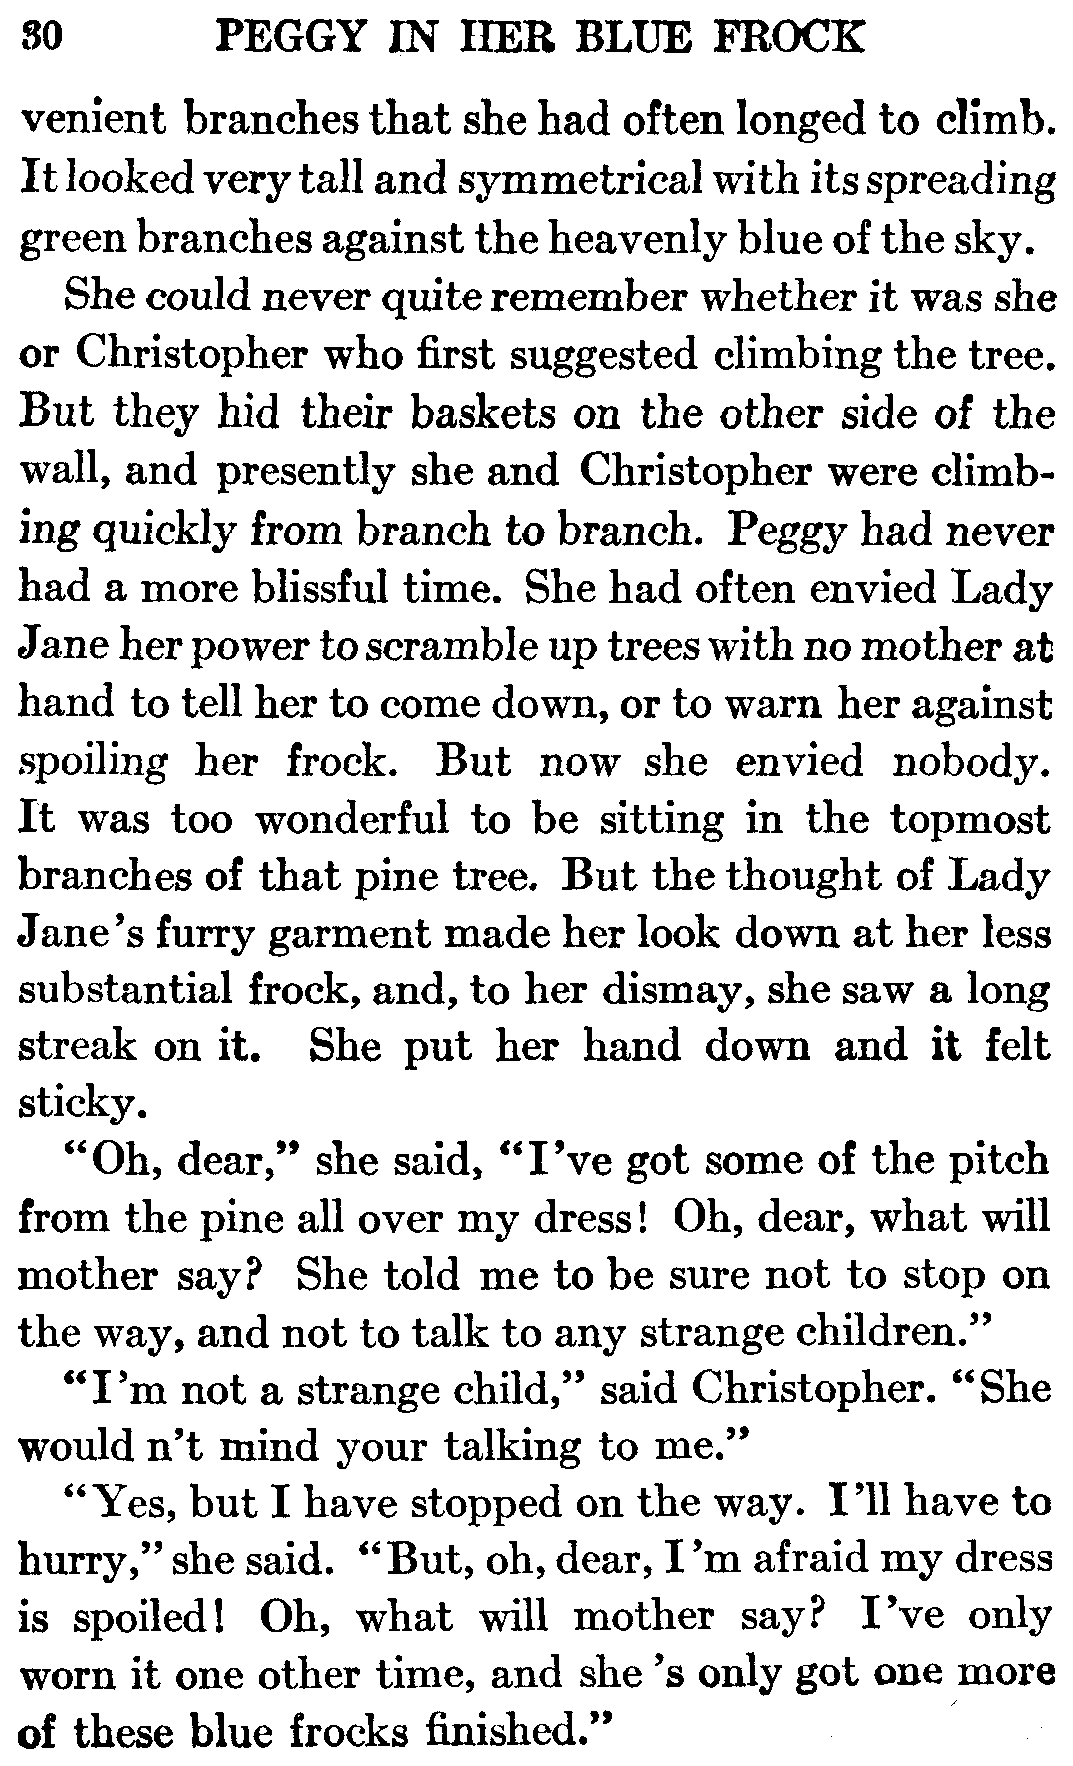 30 PEGGY IN HER BLUE FROCK
venient branches that she had often longed to climb.
It looked very tall and symmetrical with its spreading
green branches against the heavenly blue of the sky.
She could never quite remember whether it was she
or Christopher who first suggested climbing the tree.
But they hid their baskets on the other side of the
wall, and presently she and Christopher were climb-
ing quickly from branch to branch. Peggy had never
had a more blissful time. She had often envied Lady
Jane her power to scramble up trees with no mother at
hand to tell her to come down, or to warn her against
spoiling her frock. But now she envied nobody.
It was too wonderful to be sitting in the topmost
branches of that pine tree. But the thought of Lady
Jane's furry garment made her look down at her less
substantial frock, and, to her dismay, she saw a long
streak on it. She put her hand down and it felt
sticky.
"Oh, dear," she said, "I've got some of the pitch
from the pine all over my dress! Oh, dear, what will
mother say? She told me to be sure not to stop on
the way, and not to talk to any strange children."
"I'm not a strange child," said Christopher. "She
would n't mind your talking to me."
"Yes, but I have stopped on the way. I'll have to
hurry," she said. "But, oh, dear, I'm afraid my dress
is spoiled! Oh, what will mother say? I've only
worn it one other time, and she 's only got one more
of these blue frocks finished."